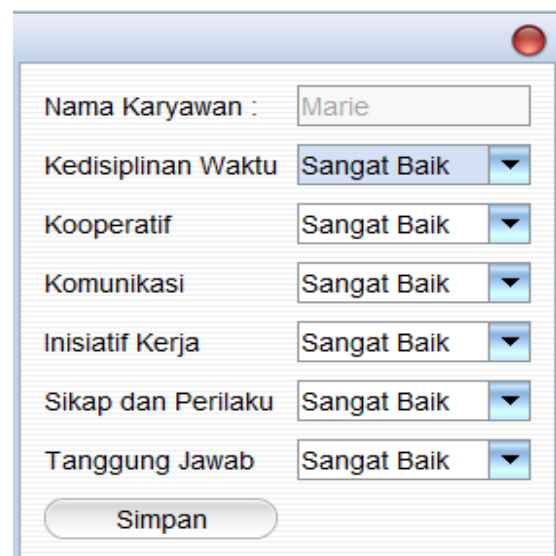 Nama Karyawan : Marie
Kedisiplinan Waktu Sangat Baik
Kooperatif Sangat Baik
Komunikasi Sangat Baik
Inisiatif Kerja Sangat Baik
Sikap dan Perilaku Sangat Baik
Tanggung Jawab Sangat Baik
Simpan